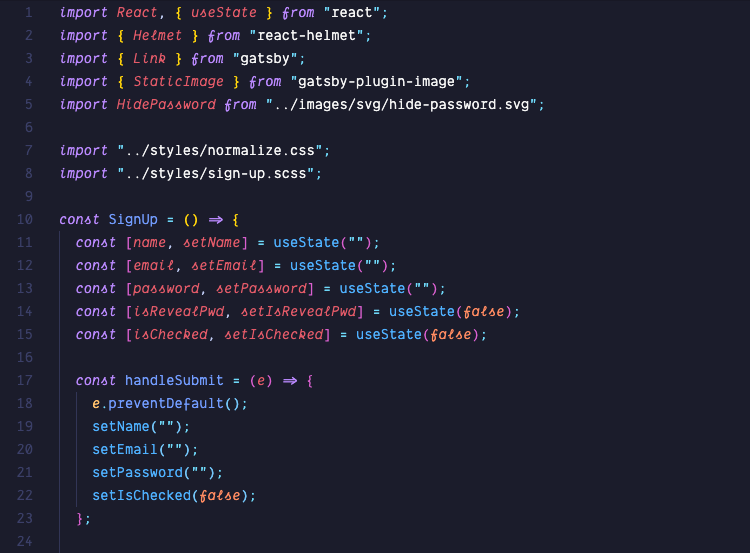 1 import React, { useState } from "react";
2 import { Helmet } from "react-helmet";
3 import { Link } from "gatsby";
4 import { StaticImage } from "gatsby-plugin-image";
5 import HidePassword from "../images/svg/hide-password.svg";
6
7 import "../styles/normalize.css";
8 import "../styles/sign-up.scss";
9
10 const SignUp = () => {
11 const [name, setName] = useState("");
12 const [email, setEmail] = useState("");
13 const [password, setPassword] = useState("");
14 const [isRevealPwd, setIsRevealPwd] = useState(false);
15 const [isChecked, setIsChecked] = useState(false);
16
17 const handleSubmit = (e) => {
18 e.preventDefault();
19 setName("");
20 setEmail("");
21 setPassword("");
22 setIsChecked(false);
23 };
24